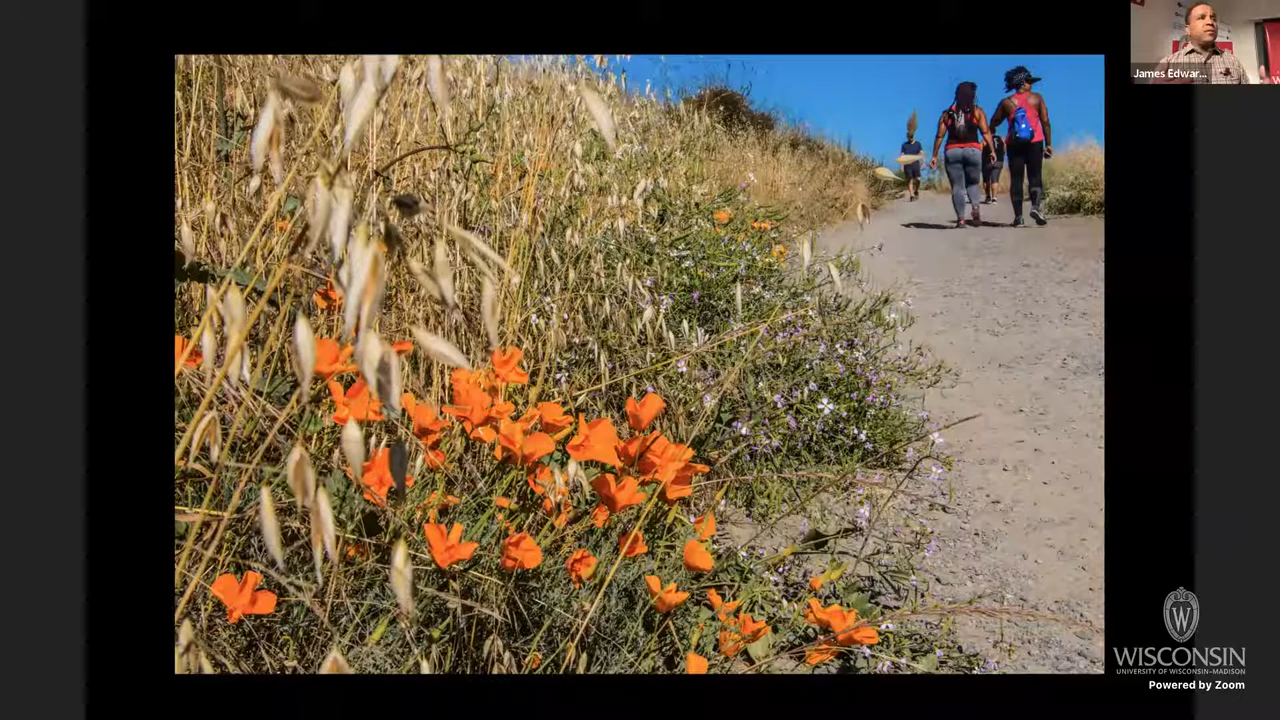 James Edwar...
WISCONSIN
UNIVERSITY OF WISCONSIN–MADISON
Powered by Zoom